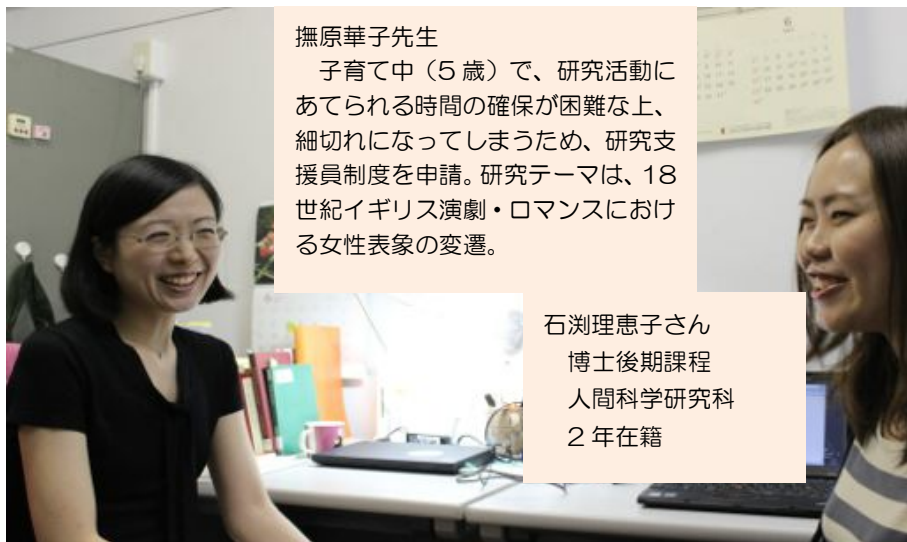 撫原華子先生
子育て中（5 歳）で、研究活動に
あてられる時間の確保が困難な上、
細切れになってしまうため、研究支
援員制度を申請。研究テーマは、18
世紀イギリス演劇・ロマンスにおけ
る女性表象の変遷。
石渕理恵子さん
博士後期課程
人間科学研究科
2 年在籍
6